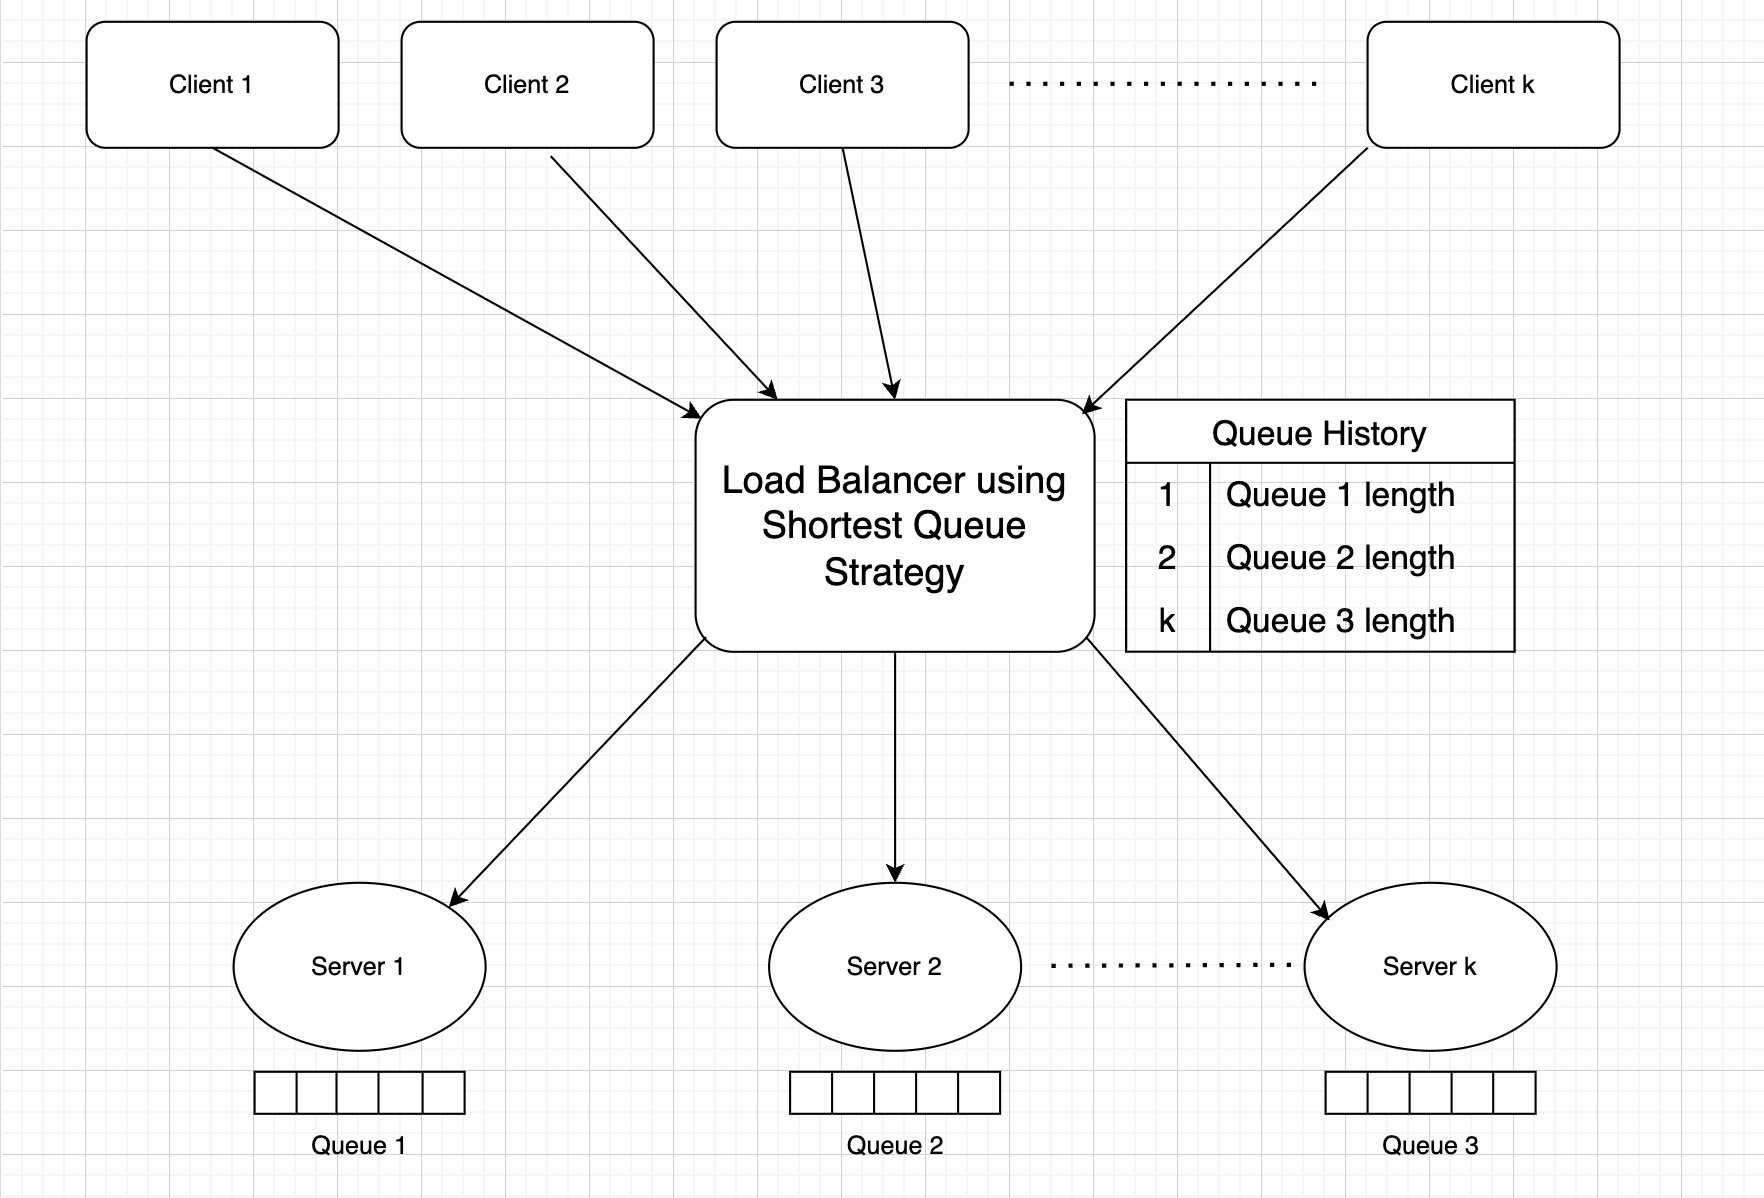 Client 1
Client 2
Client 3
Client k
Load Balancer using
Shortest Queue
Strategy
Queue History
1 Queue 1 length
2 Queue 2 length
k Queue 3 length
Server 1
Server 2
Server k
Queue 1
Queue 2
Queue 3